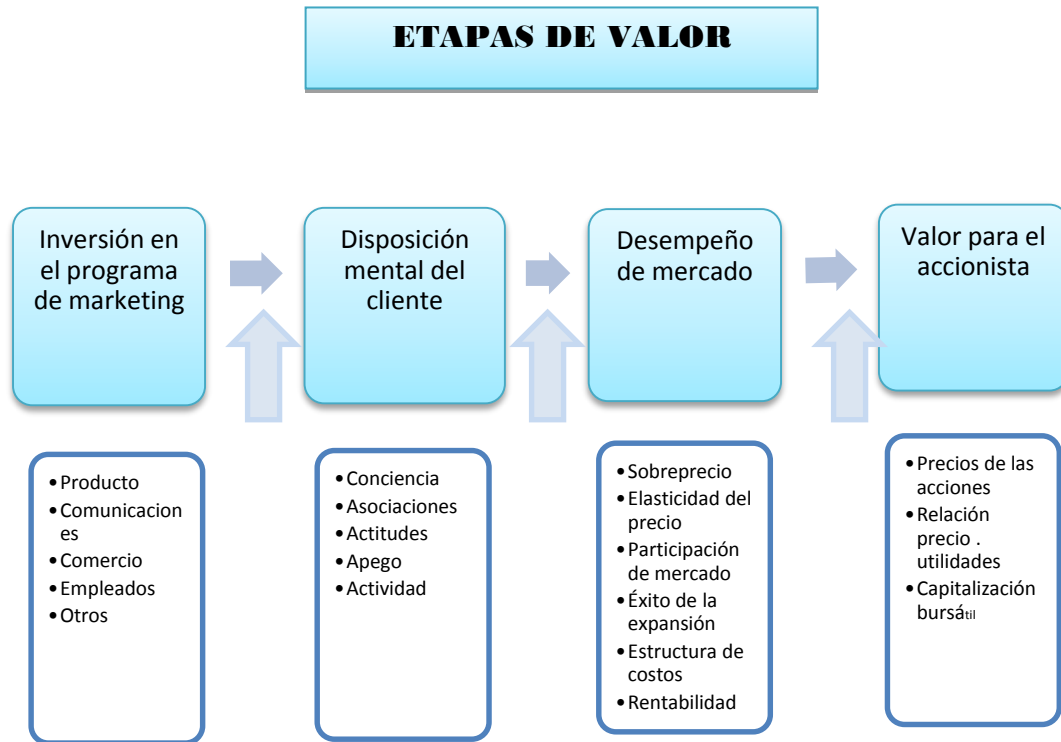 ETAPAS DE VALOR
Inversión en
el programa
de marketing
Disposición
mental del
cliente
Desempeño
de mercado
Valor para el
accionista
•Producto
•Comunicacion
es
•Comercio
•Empleados
•Otros
•Conciencia
•Asociaciones
•Actitudes
•Apego
•Actividad
•Sobreprecio
•Elasticidad del
precio
•Participación
de mercado
•Éxito de la
expansión
•Estructura de
costos
•Rentabilidad
•Precios de las
acciones
•Relación
precio .
utilidades
•Capitalización
bursátil